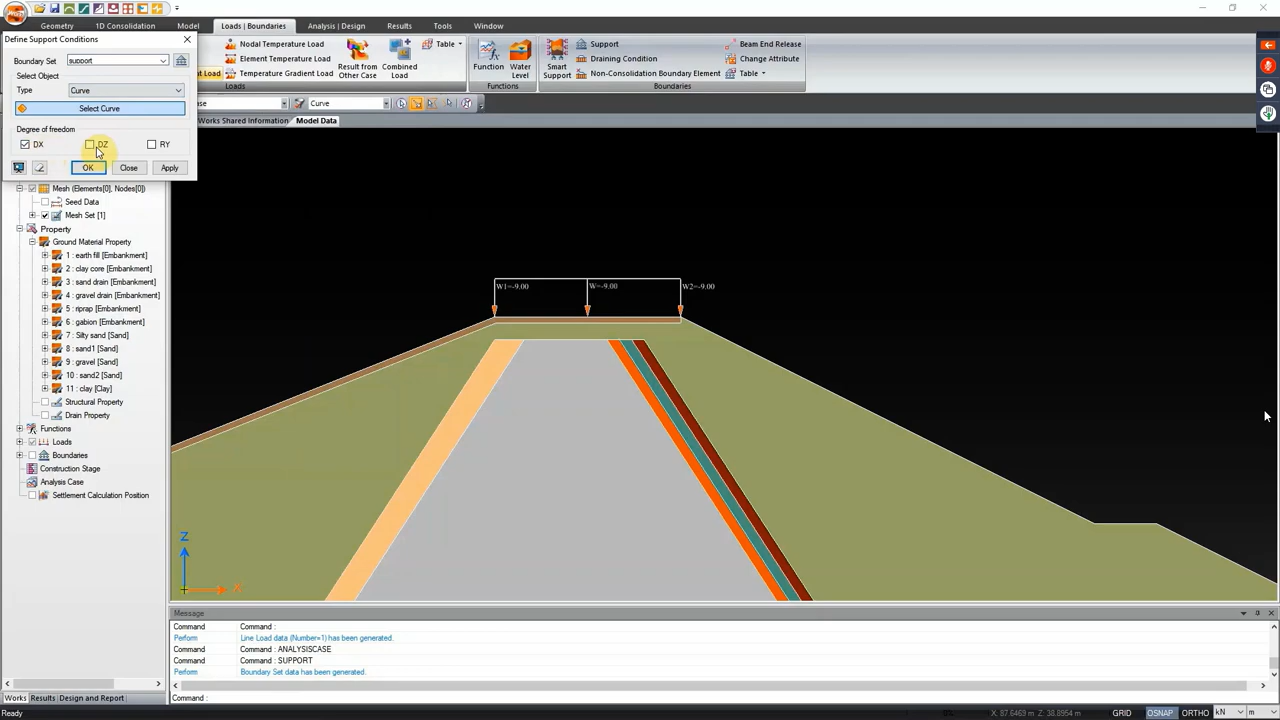 Geometry 1D Consolidation Model Loads | Boundaries Analysis | Design Results Tools Window
Define Support Conditions
Boundary Set support
Select Object
Type Curve
Select Curve
Degree of freedom
DX DZ RY
OK Close Apply
Nodal Temperature Load
Element Temperature Load
Temperature Gradient Load
Result from Other Case
Combined Load
Table
Loads
Function
Water Level
Functions
Smart Support
Support
Draining Condition
Non-Consolidation Boundary Element
Beam End Release
Change Attribute
Table
Boundaries
Curve
Works Shared Information Model Data
Mesh (Elements[0], Nodes[0])
Seed Data
Mesh Set [1]
Property
Ground Material Property
1 : earth fill [Embankment]
2 : clay core [Embankment]
3 : sand drain [Embankment]
4 : gravel drain [Embankment]
5 : riprap [Embankment]
6 : gabion [Embankment]
7 : Silty sand [Sand]
8 : sand1 [Sand]
9 : gravel [Sand]
10 : sand2 [Sand]
11 : clay [Clay]
Structural Property
Drain Property
Functions
Loads
Boundaries
Construction Stage
Analysis Case
Settlement Calculation Position
W1=-9.00 W=-9.00 W2=-9.00
Z
X
Message
Command Command :
Perform Line Load data (Number=1) has been generated.
Command Command : ANALYSISCASE
Command Command : SUPPORT
Perform Boundary Set data has been generated.
Works Results Design and Report
Command :
Ready
X: 87.6469 m Z: 38.8954 m GRID OSNAP ORTHO kN m